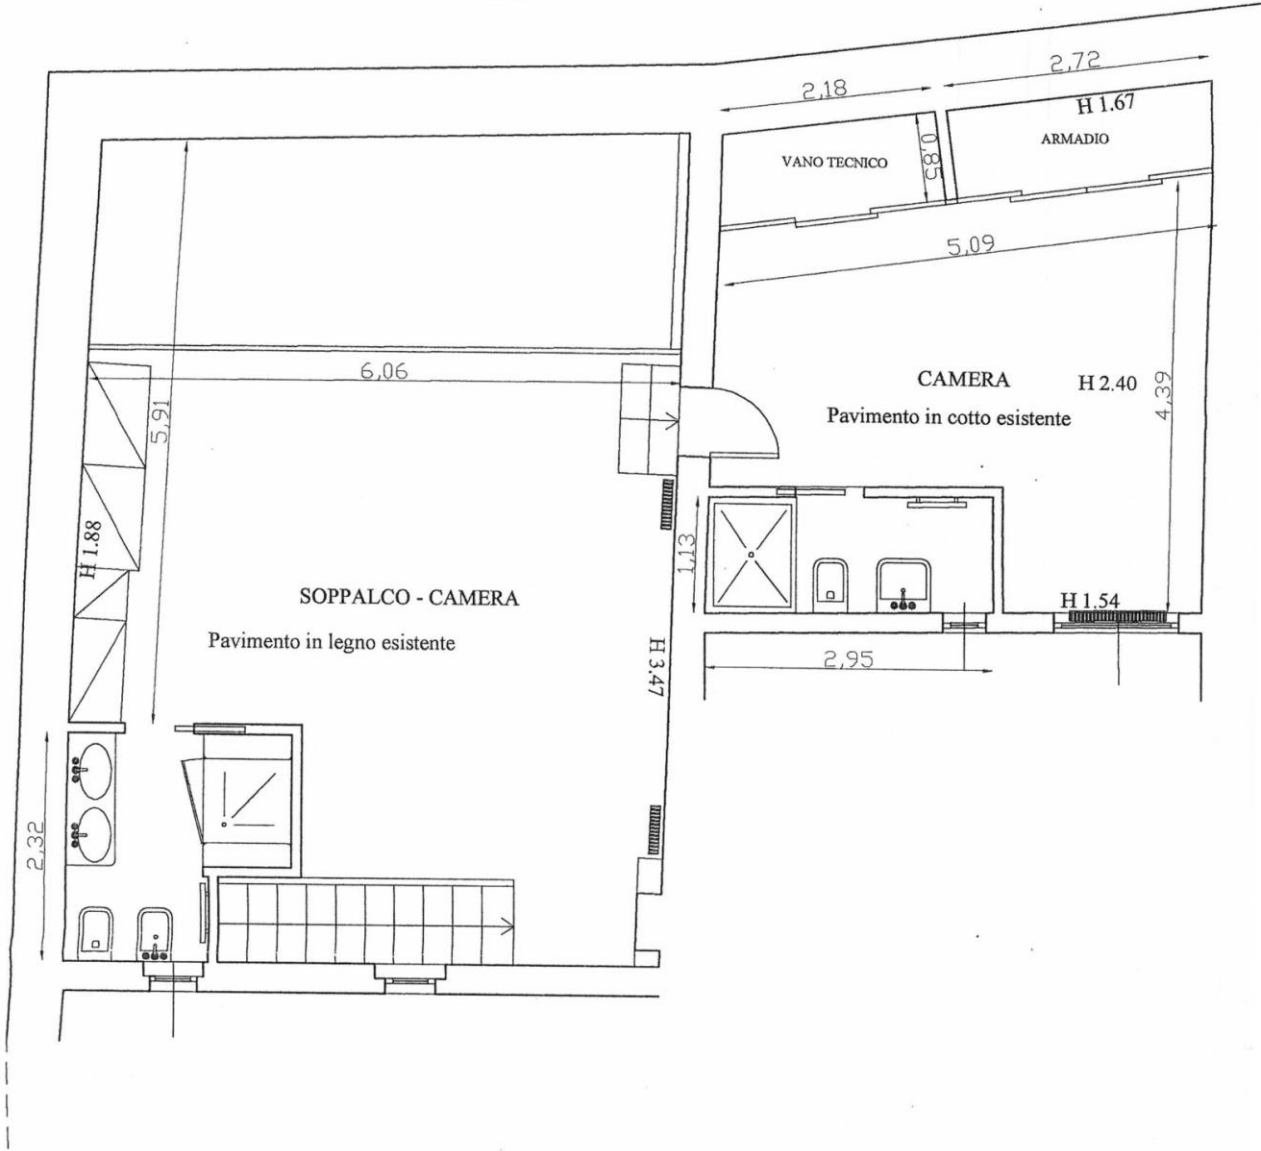 2,72
2,18
H 1.67
ARMADIO
VANO TECNICO
0,85
5,09
6,06
CAMERA
H 2.40
Pavimento in cotto esistente
4,39
5,91
H 1.88
1,13
SOPPALCO - CAMERA
H 1.54
Pavimento in legno esistente
H 3.47
2,95
2,32